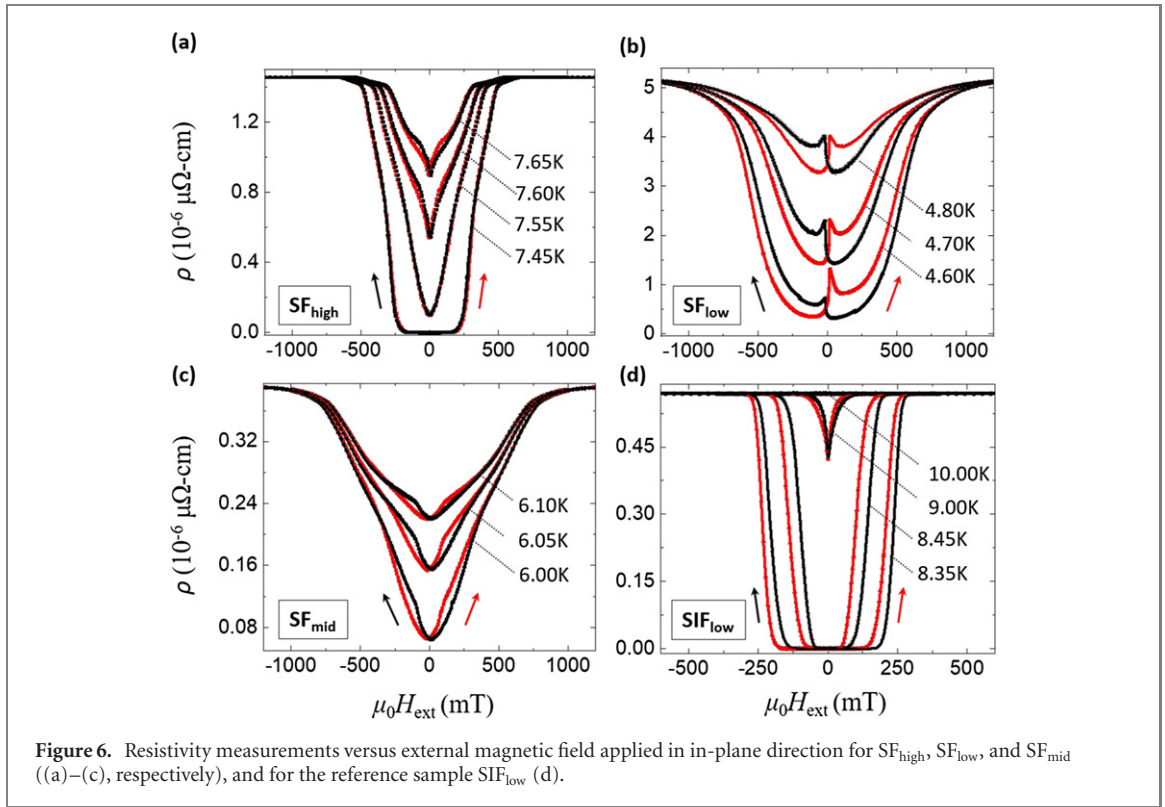 (a)
ρ (10⁻⁶ μΩ-cm)
1.2
0.8
0.4
0.0
7.65K
7.60K
7.55K
7.45K
SFhigh
-1000 -500 0 500 1000
(b)
5
4
3
2
1
0
4.80K
4.70K
4.60K
SFlow
-1000 -500 0 500 1000
(c)
ρ (10⁻⁶ μΩ-cm)
0.32
0.24
0.16
0.08
6.10K
6.05K
6.00K
SFmid
-1000 -500 0 500 1000
μ0Hext (mT)
(d)
0.45
0.30
0.15
0.00
10.00K
9.00K
8.45K
8.35K
SIFlow
-500 -250 0 250 500
μ0Hext (mT)
Figure 6. Resistivity measurements versus external magnetic field applied in in-plane direction for SFhigh, SFlow, and SFmid
((a)–(c), respectively), and for the reference sample SIFlow (d).